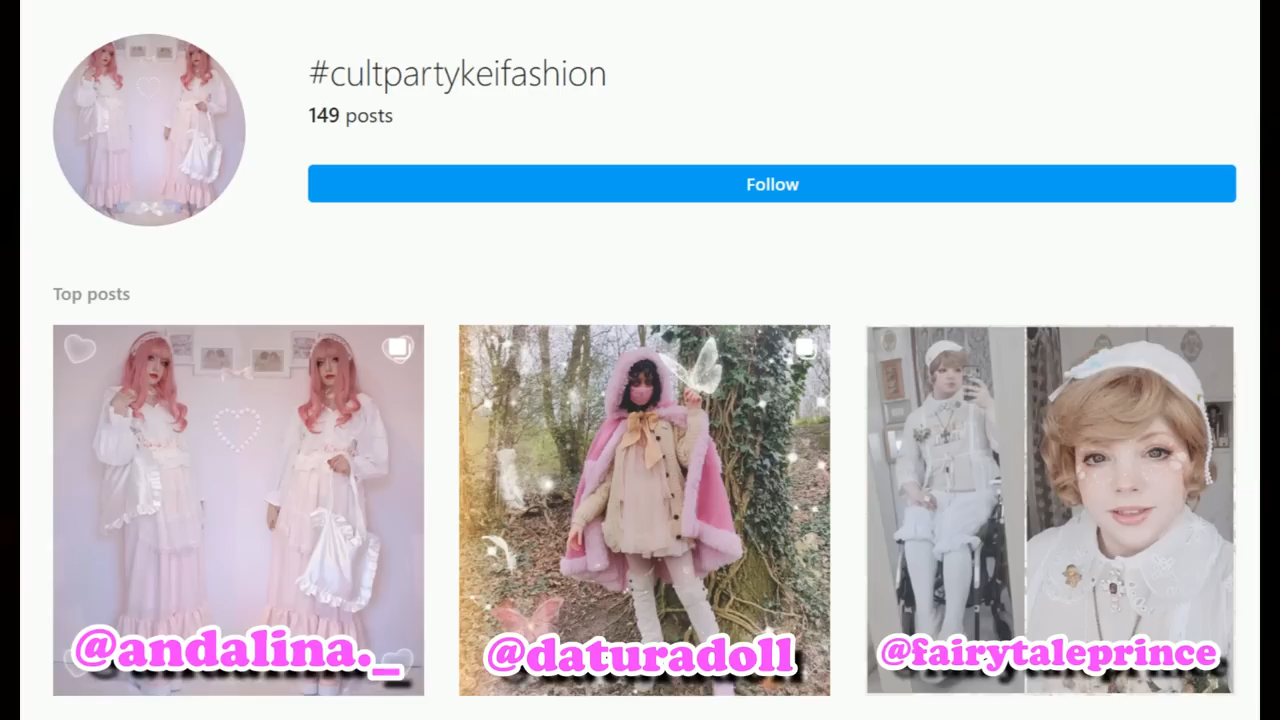 #cultpartykeifashion
149 posts
Follow
Top posts
@andalina._
@daturadoll
@fairytaleprince